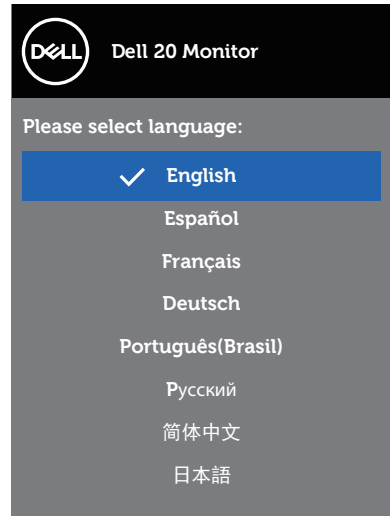 DELL
Dell 20 Monitor
Please select language:
English
Español
Français
Deutsch
Português(Brasil)
Русский
简体中文
日本語